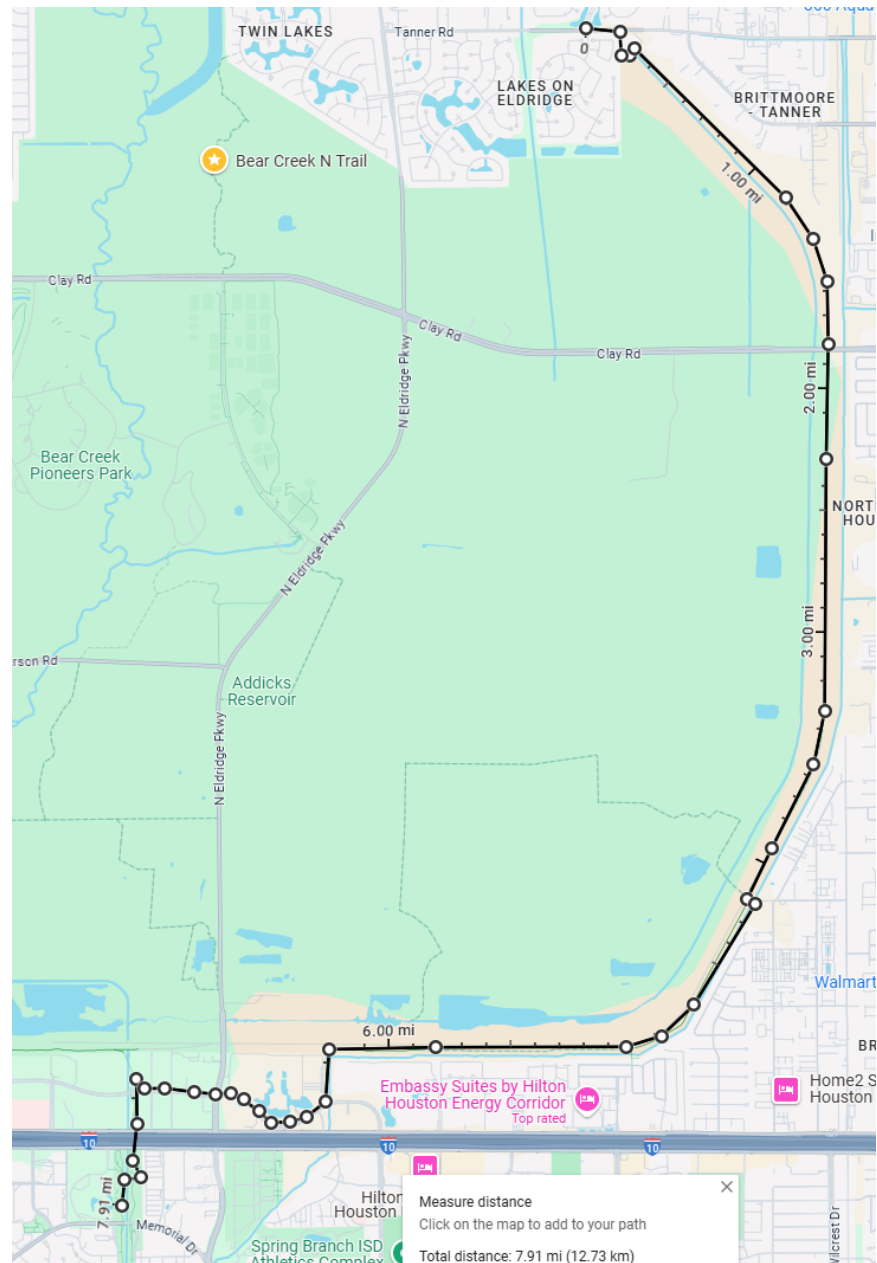 TWIN LAKES
Tanner Rd
0
LAKES ON
ELDRIDGE
BRITTMOORE
- TANNER
Bear Creek N Trail
1.00 mi
Clay Rd
Clay Rd
Clay Rd
N Eldridge Pkwy
2.00 mi
Bear Creek
Pioneers Park
NORT
HOU
N Eldridge Pkwy
3.00 mi
rson Rd
Addicks
Reservoir
N Eldridge Pkwy
Walmart
6.00 mi
BR
Embassy Suites by Hilton
Houston Energy Corridor
Top rated
Home2 S
Houston
10
10
10
7.91 mi
Hilton
Houston
Memorial Dr
Spring Branch ISD
Athletics Complex
Measure distance
Click on the map to add to your path
Total distance: 7.91 mi (12.73 km)
Wilcrest Dr